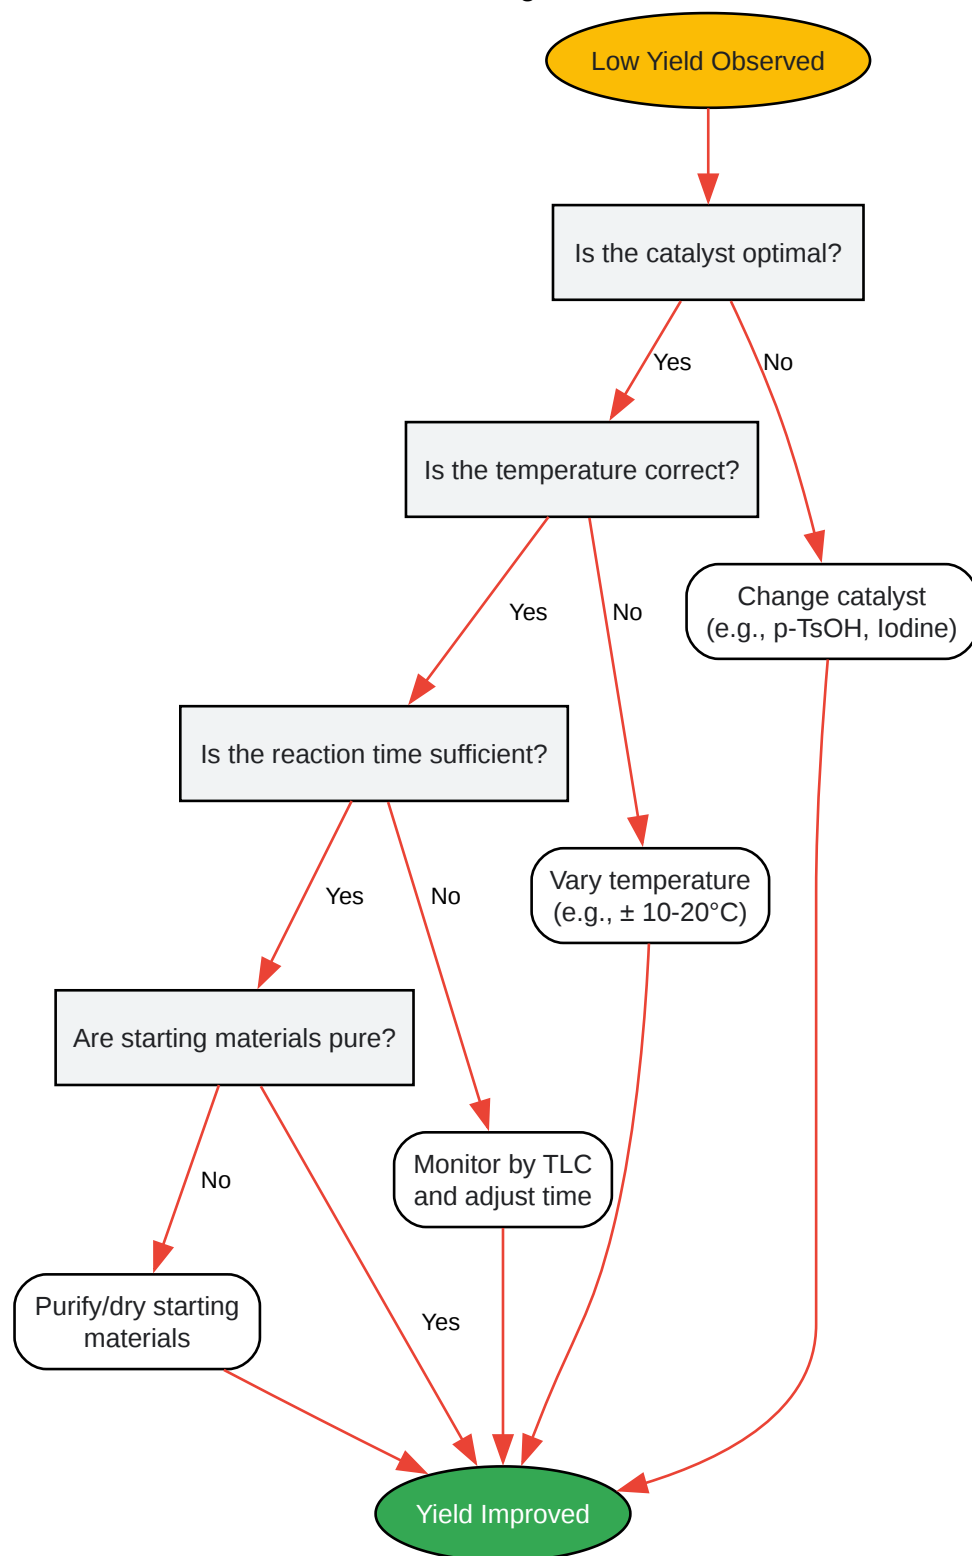 Low Yield Observed
Is the catalyst optimal?
Yes
No
Is the temperature correct?
Change catalyst
(e.g., p-TsOH, Iodine)
Yes
No
Is the reaction time sufficient?
Vary temperature
(e.g., ± 10-20°C)
Yes
No
Are starting materials pure?
Monitor by TLC
and adjust time
No
Yes
Purify/dry starting
materials
Yield Improved